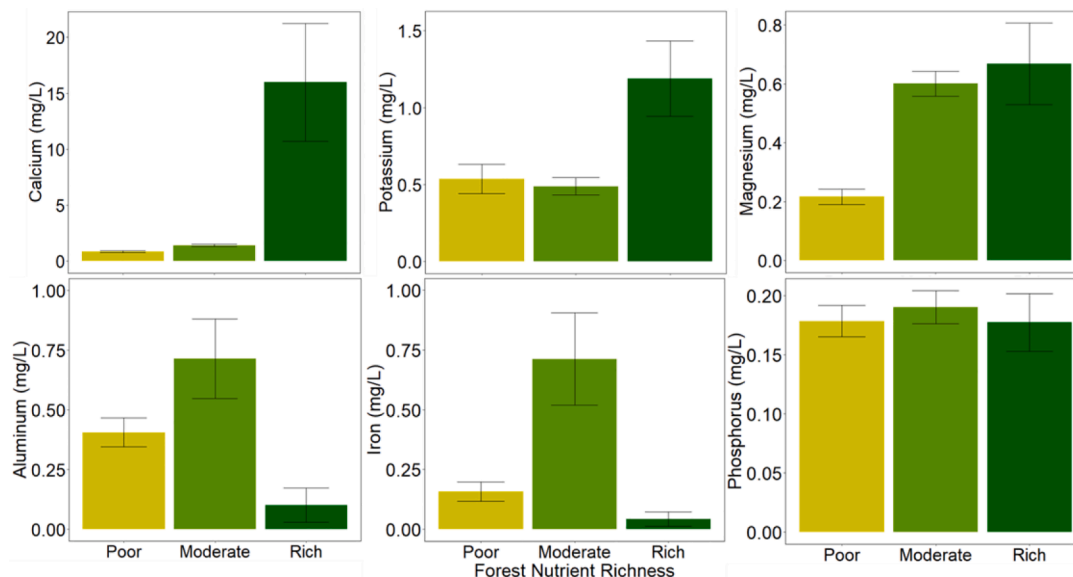 Calcium (mg/L)
20
15
10
5
0
Potassium (mg/L)
1.5
1.0
0.5
0.0
Magnesium (mg/L)
0.8
0.6
0.4
0.2
0.0
Aluminum (mg/L)
1.00
0.75
0.50
0.25
0.00
Poor Moderate Rich
Iron (mg/L)
1.00
0.75
0.50
0.25
0.00
Poor Moderate Rich
Phosphorus (mg/L)
0.20
0.15
0.10
0.05
0.00
Poor Moderate Rich
Forest Nutrient Richness